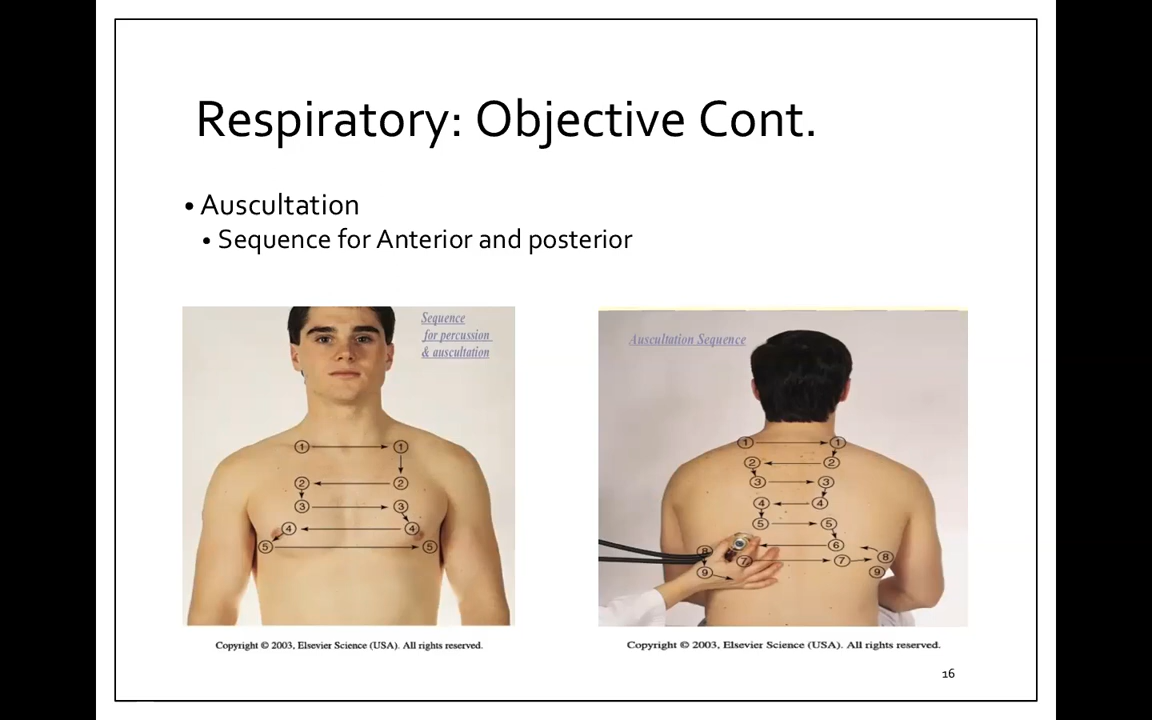 Respiratory: Objective Cont.
• Auscultation
• Sequence for Anterior and posterior
Sequence
for percussion
& auscultation
1 1
2 2
3 3
4 4
5 5
Copyright © 2003, Elsevier Science (USA). All rights reserved.
Auscultation Sequence
1 1
2 2
3 3
4 4
5 5
6
7 7
8 8
9 9
Copyright © 2003, Elsevier Science (USA). All rights reserved.
16